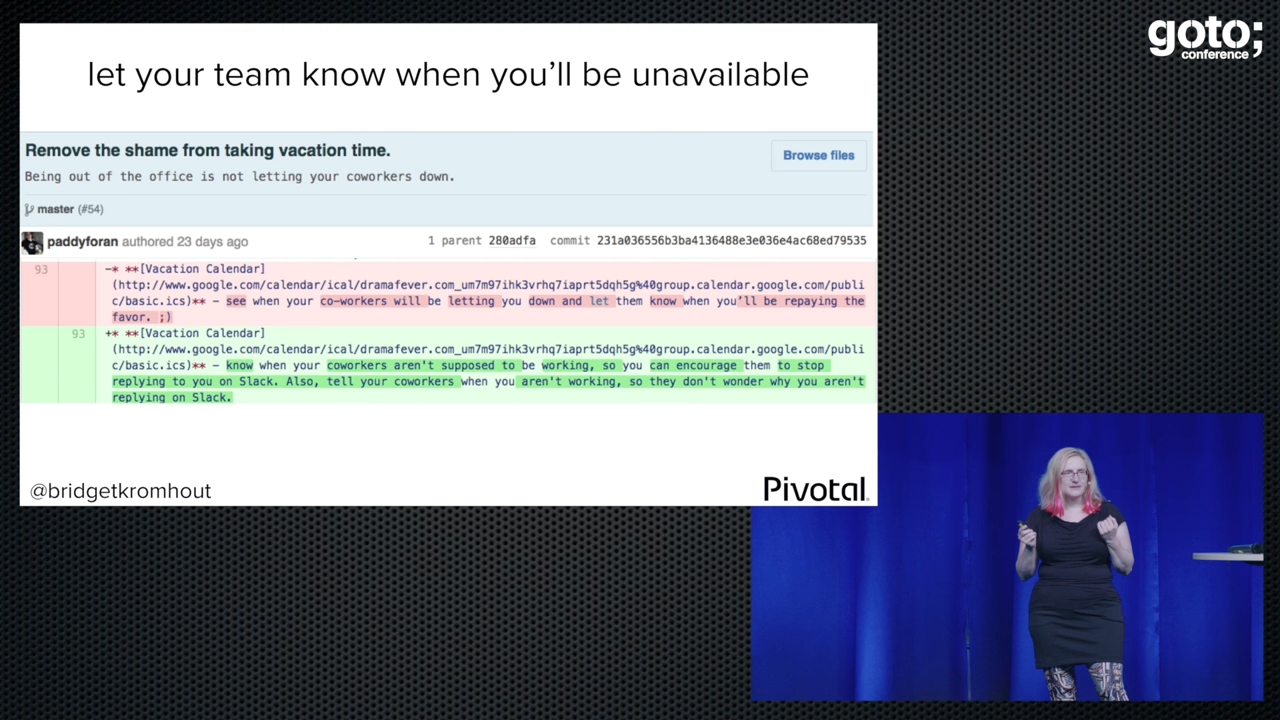 goto;
conference
let your team know when you'll be unavailable
Remove the shame from taking vacation time.
Browse files
Being out of the office is not letting your coworkers down.
master (#54)
paddyforan authored 23 days ago
1 parent 280adfa commit 231a036556b3ba4136488e3e036e4ac68ed79535
93 -* **[Vacation Calendar]
(http://www.google.com/calendar/ical/dramafever.com_um7m97ihk3vrhq7iaprt5dqh5g%40group.calendar.google.com/publi
c/basic.ics)** - see when your co-workers will be letting you down and let them know when you'll be repaying the
favor. ;)
93 +* **[Vacation Calendar]
(http://www.google.com/calendar/ical/dramafever.com_um7m97ihk3vrhq7iaprt5dqh5g%40group.calendar.google.com/publi
c/basic.ics)** - know when your coworkers aren't supposed to be working, so you can encourage them to stop
replying to you on Slack. Also, tell your coworkers when you aren't working, so they don't wonder why you aren't
replying on Slack.
@bridgetkromhout
Pivotal.